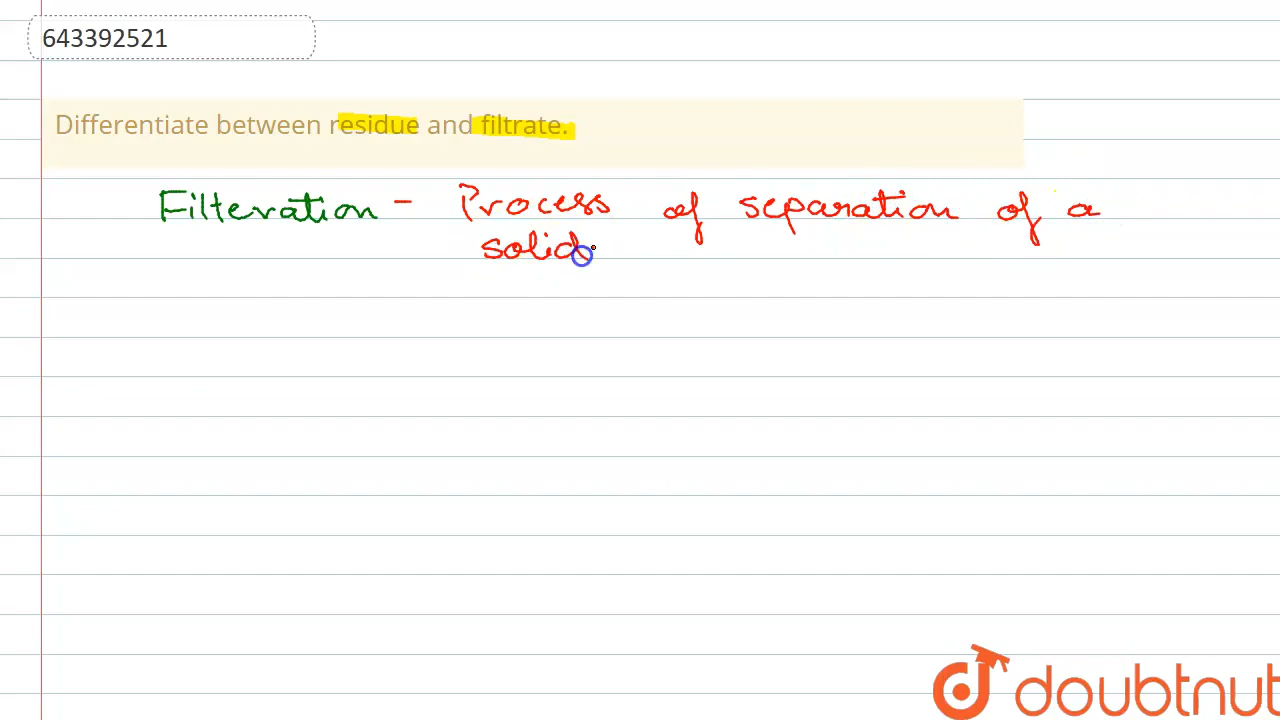 643392521
Differentiate between residue and filtrate.
Filteration - Process of separation of a
solid
doubtnut